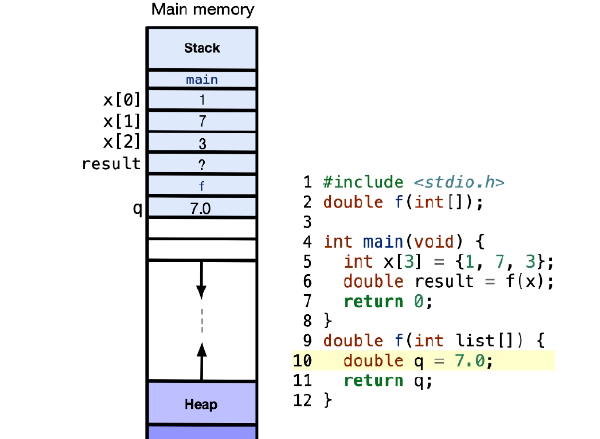 Main memory
Stack
main
x[0] 1
x[1] 7
x[2] 3
result ?
f
q 7.0
Heap
1 #include <stdio.h>
2 double f(int[]);
3
4 int main(void) {
5   int x[3] = {1, 7, 3};
6   double result = f(x);
7   return 0;
8 }
9 double f(int list[]) {
10   double q = 7.0;
11   return q;
12 }